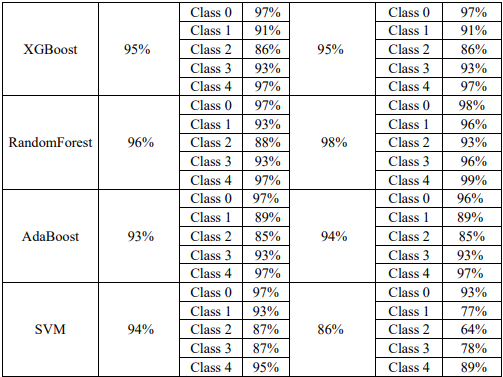 XGBoost 95% Class 0 97% 95% Class 0 97%
Class 1 91% Class 1 91%
Class 2 86% Class 2 86%
Class 3 93% Class 3 93%
Class 4 97% Class 4 97%
RandomForest 96% Class 0 97% 98% Class 0 98%
Class 1 93% Class 1 96%
Class 2 88% Class 2 93%
Class 3 93% Class 3 96%
Class 4 97% Class 4 99%
AdaBoost 93% Class 0 97% 94% Class 0 96%
Class 1 89% Class 1 89%
Class 2 85% Class 2 85%
Class 3 93% Class 3 93%
Class 4 97% Class 4 97%
SVM 94% Class 0 97% 86% Class 0 93%
Class 1 93% Class 1 77%
Class 2 87% Class 2 64%
Class 3 87% Class 3 78%
Class 4 95% Class 4 89%